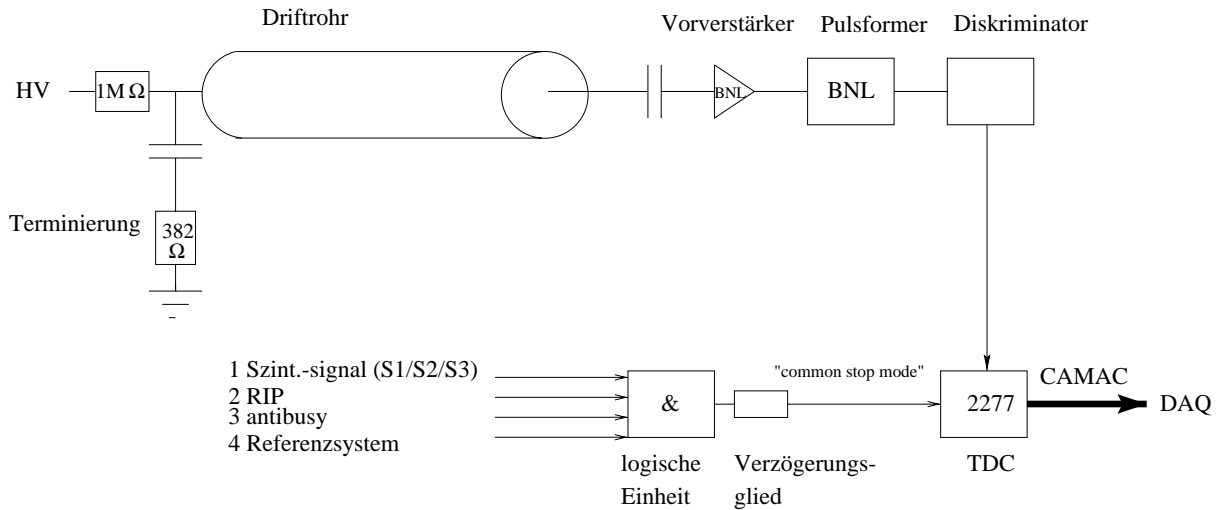 Driftrohr
Vorverstärker
Pulsformer
Diskriminator
HV
1M Ω
BNL
BNL
Terminierung
382
Ω
1 Szint.-signal (S1/S2/S3)
2 RIP
3 antibusy
4 Referenzsystem
&
"common stop mode"
2277
CAMAC
DAQ
logische
Einheit
Verzögerungs-
glied
TDC